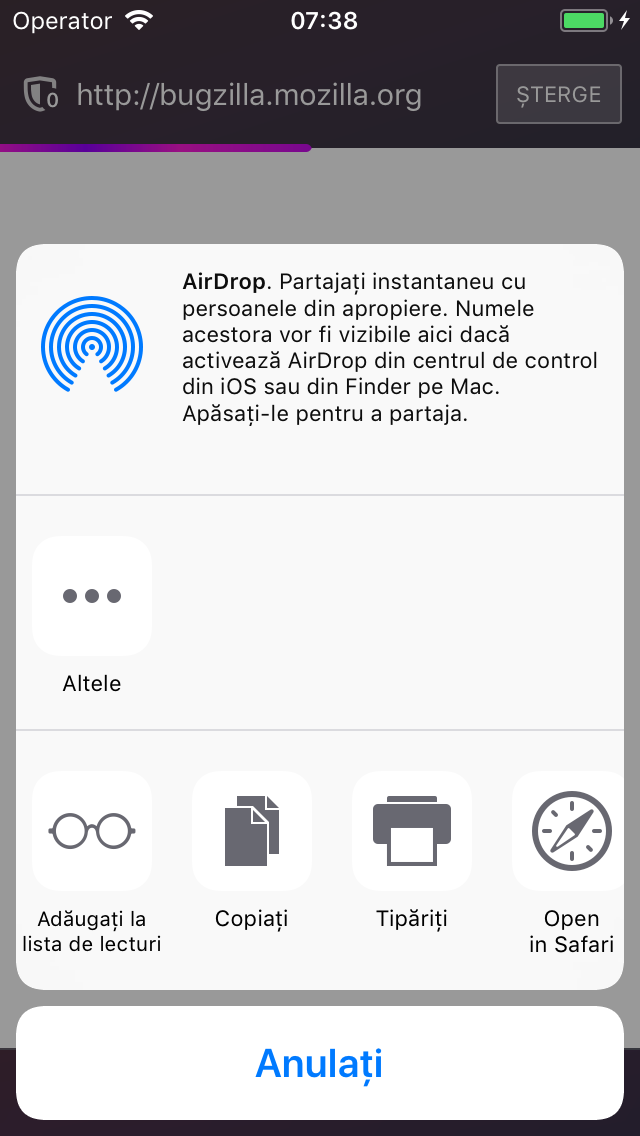 Operator 07:38
0 http://bugzilla.mozilla.org ȘTERGE
AirDrop. Partajați instantaneu cu
persoanele din apropiere. Numele
acestora vor fi vizibile aici dacă
activează AirDrop din centrul de control
din iOS sau din Finder pe Mac.
Apăsați-le pentru a partaja.
Altele
Adăugați la
lista de lecturi
Copiați
Tipăriți
Open
in Safari
Anulați